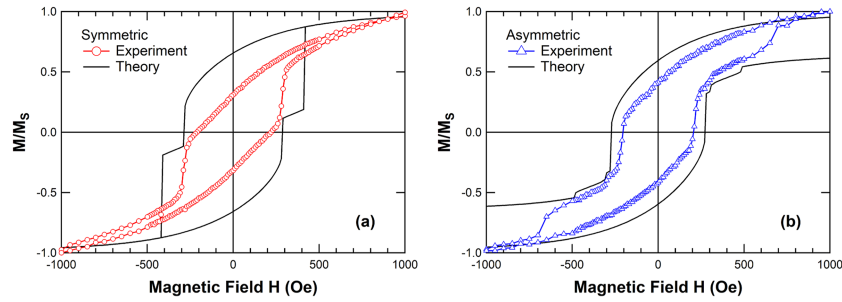 Symmetric
Experiment
Theory
1.0
0.5
0.0
-0.5
-1.0
M/Ms
-1000
-500
0
500
1000
Magnetic Field H (Oe)
(a)
Asymmetric
Experiment
Theory
1.0
0.5
0.0
-0.5
-1.0
M/Ms
-1000
-500
0
500
1000
Magnetic Field H (Oe)
(b)